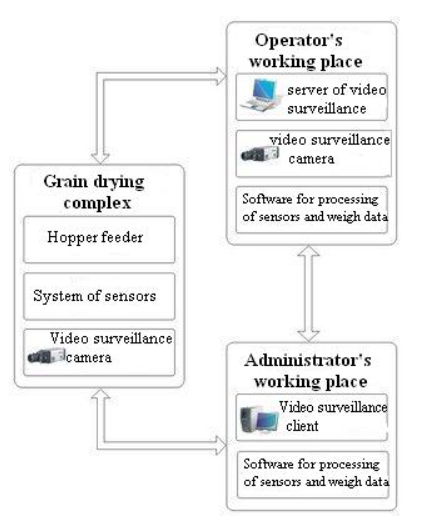 Operator's
working place
server of video
surveillance
video surveillance
camera
Software for processing
of sensors and weigh data
Grain drying
complex
Hopper feeder
System of sensors
Video surveillance
camera
Administrator's
working place
Video surveillance
client
Software for processing
of sensors and weigh data